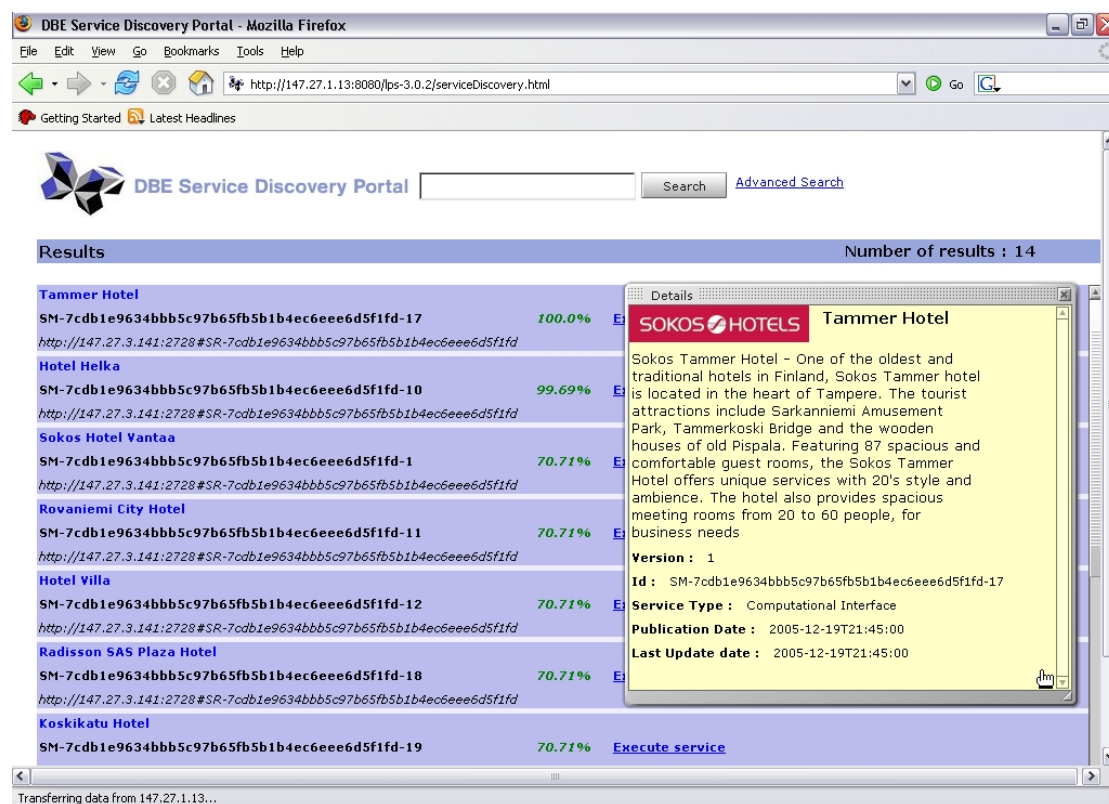 DBE Service Discovery Portal - Mozilla Firefox
File Edit View Go Bookmarks Tools Help
http://147.27.1.13:8080/lps-3.0.2/serviceDiscovery.html
Go
Getting Started Latest Headlines
DBE Service Discovery Portal
Search
Advanced Search
Results
Number of results : 14
Tammer Hotel
SM-7cdb1e9634bbb5c97b65fb5b1b4ec6eee6d5f1fd-17 100.0%
http://147.27.3.141:2728#SR-7cdb1e9634bbb5c97b65fb5b1b4ec6eee6d5f1fd
Hotel Helka
SM-7cdb1e9634bbb5c97b65fb5b1b4ec6eee6d5f1fd-10 99.69%
http://147.27.3.141:2728#SR-7cdb1e9634bbb5c97b65fb5b1b4ec6eee6d5f1fd
Sokos Hotel Vantaa
SM-7cdb1e9634bbb5c97b65fb5b1b4ec6eee6d5f1fd-1 70.71%
http://147.27.3.141:2728#SR-7cdb1e9634bbb5c97b65fb5b1b4ec6eee6d5f1fd
Rovaniemi City Hotel
SM-7cdb1e9634bbb5c97b65fb5b1b4ec6eee6d5f1fd-11 70.71%
http://147.27.3.141:2728#SR-7cdb1e9634bbb5c97b65fb5b1b4ec6eee6d5f1fd
Hotel Villa
SM-7cdb1e9634bbb5c97b65fb5b1b4ec6eee6d5f1fd-12 70.71%
http://147.27.3.141:2728#SR-7cdb1e9634bbb5c97b65fb5b1b4ec6eee6d5f1fd
Radisson SAS Plaza Hotel
SM-7cdb1e9634bbb5c97b65fb5b1b4ec6eee6d5f1fd-18 70.71%
http://147.27.3.141:2728#SR-7cdb1e9634bbb5c97b65fb5b1b4ec6eee6d5f1fd
Koskikatu Hotel
SM-7cdb1e9634bbb5c97b65fb5b1b4ec6eee6d5f1fd-19 70.71% Execute service
Details
SOKOS HOTELS Tammer Hotel
Sokos Tammer Hotel - One of the oldest and
traditional hotels in Finland, Sokos Tammer hotel
is located in the heart of Tampere. The tourist
attractions include Sarkanniemi Amusement
Park, Tammerkoski Bridge and the wooden
houses of old Pispala. Featuring 87 spacious and
comfortable guest rooms, the Sokos Tammer
Hotel offers unique services with 20's style and
ambience. The hotel also provides spacious
meeting rooms from 20 to 60 people, for
business needs
Version : 1
Id : SM-7cdb1e9634bbb5c97b65fb5b1b4ec6eee6d5f1fd-17
Service Type : Computational Interface
Publication Date : 2005-12-19T21:45:00
Last Update date : 2005-12-19T21:45:00
Transferring data from 147.27.1.13...